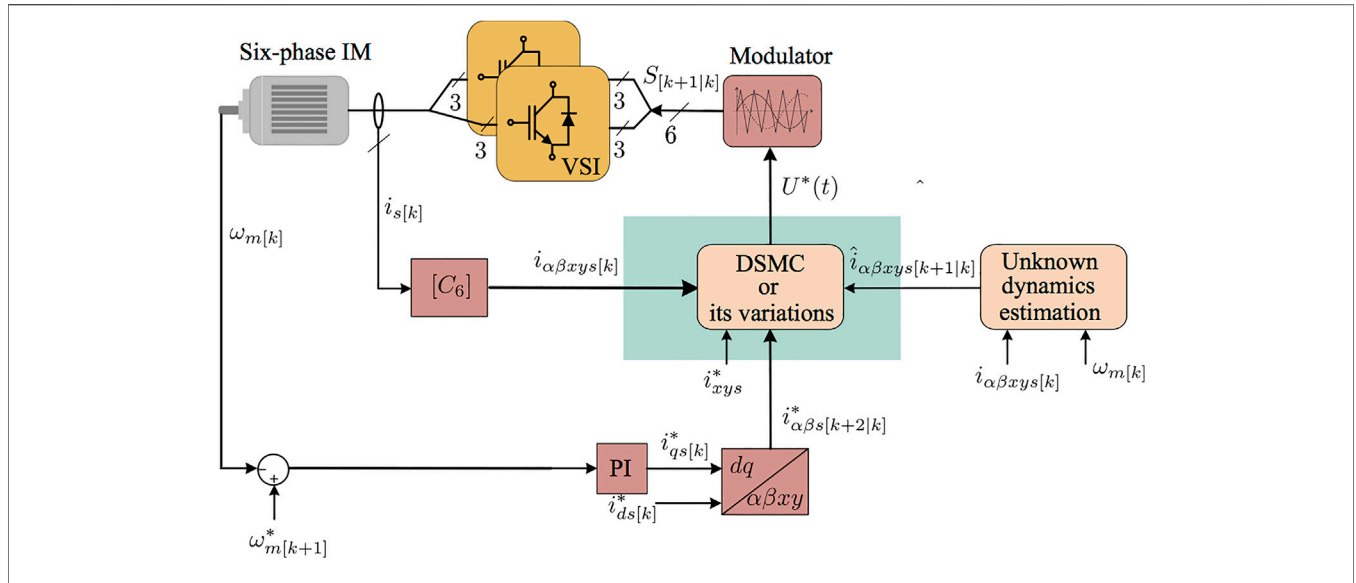 Six-phase IM
Modulator
S[k+1|k]
3
3
3
3
6
VSI
U*(t)
^
is[k]
ωm[k]
[C6]
iαβxys[k]
DSMC
or
its variations
îαβxys[k+1|k]
Unknown
dynamics
estimation
i*xys
iαβxys[k]
ωm[k]
i*αβs[k+2|k]
-
+
PI
i*qs[k]
dq
αβxy
i*ds[k]
ω*m[k+1]